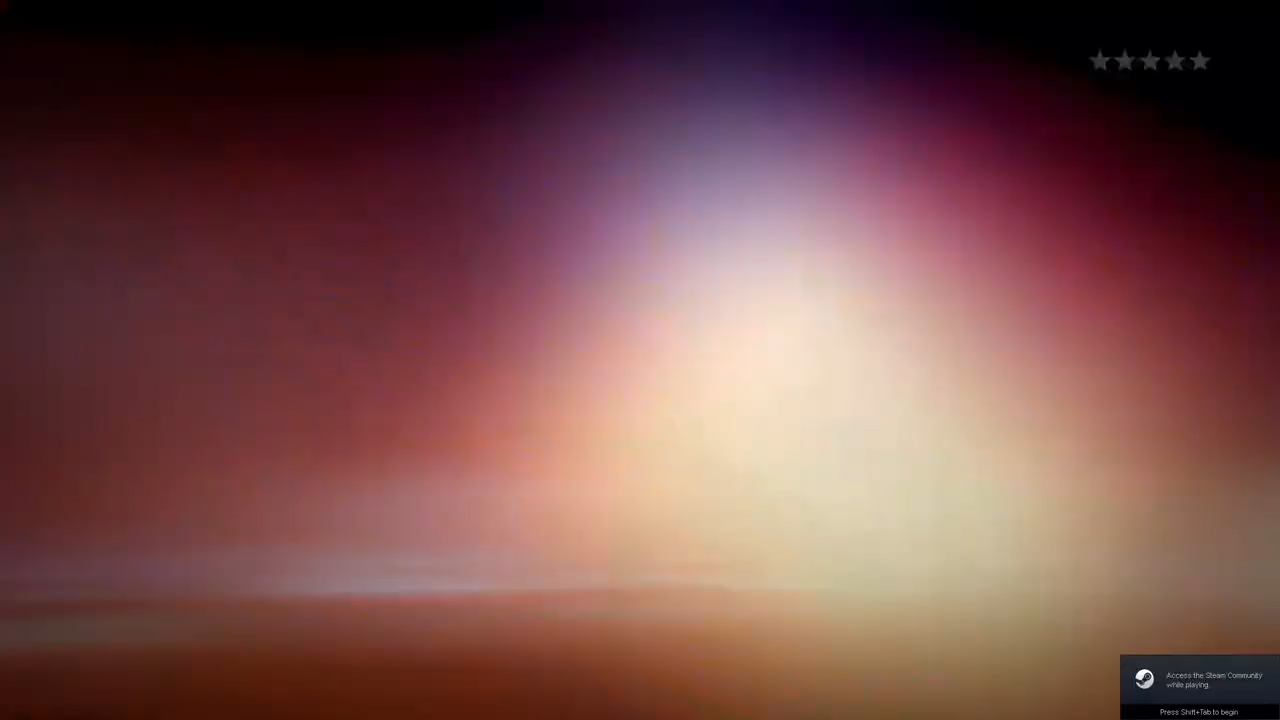 Access the Steam Community
while playing.
Press Shift+Tab to begin